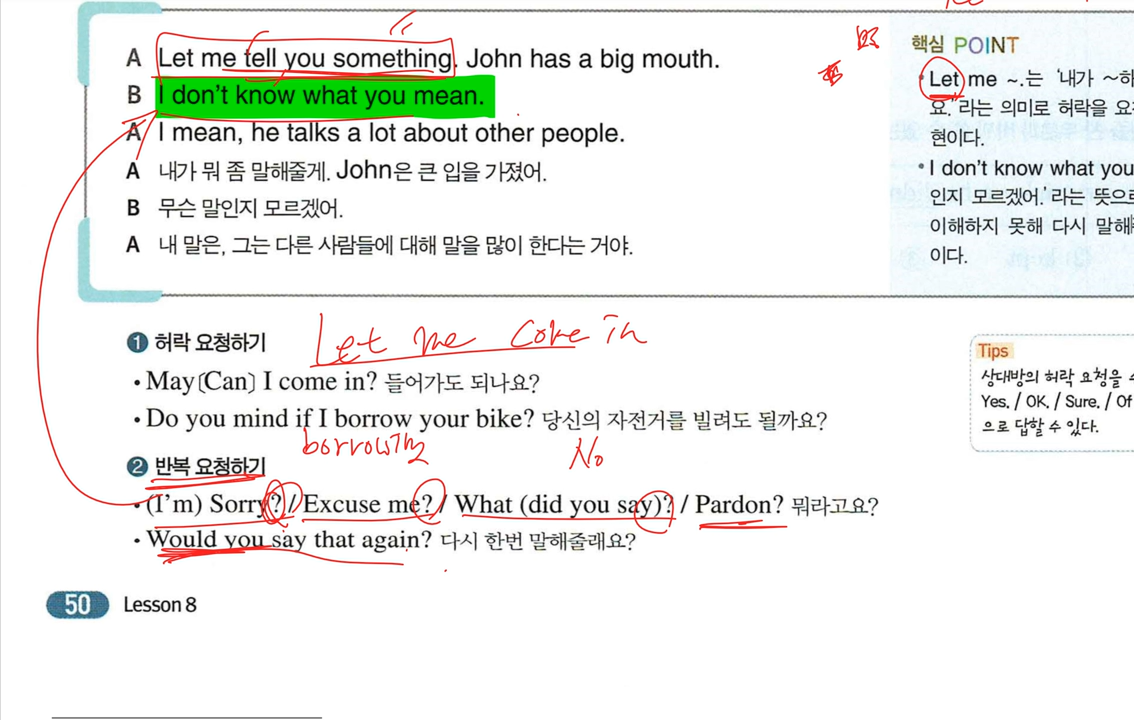 A Let me tell you something. John has a big mouth.
B I don't know what you mean.
A I mean, he talks a lot about other people.
A 내가 뭐 좀 말해줄게. John은 큰 입을 가졌어.
B 무슨 말인지 모르겠어.
A 내 말은, 그는 다른 사람들에 대해 말을 많이 한다는 거야.
핵심 POINT
• Let me ~.는 '내가 ~하
요.'라는 의미로 허락을 요
현이다.
• I don't know what you
인지 모르겠어.'라는 뜻으로
이해하지 못해 다시 말해
이다.
❶ 허락 요청하기
Let me come in
• May(Can) I come in? 들어가도 되나요?
• Do you mind if I borrow your bike? 당신의 자전거를 빌려도 될까요?
borrowing No
❷ 반복 요청하기
• (I'm) Sorry? / Excuse me? / What (did you say)? / Pardon? 뭐라고요?
• Would you say that again? 다시 한번 말해줄래요?
Tips
상대방의 허락 요청을 수
Yes. / OK. / Sure. / Of
으로 답할 수 있다.
50 Lesson 8